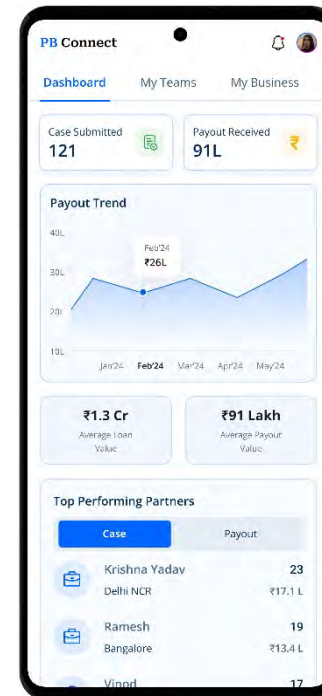 PB Connect
Dashboard My Teams My Business
Case Submitted
121
Payout Received
91L
Payout Trend
40L
Feb'24
₹26L
30L
20L
10L
Jan'24 Feb'24 Mar'24 Apr'24 May'24
₹1.3 Cr
Average Loan
Value
₹91 Lakh
Average Payout
Value
Top Performing Partners
Case Payout
Krishna Yadav 23
Delhi NCR ₹17.1 L
Ramesh 19
Bangalore ₹13.4 L
Vinod 17